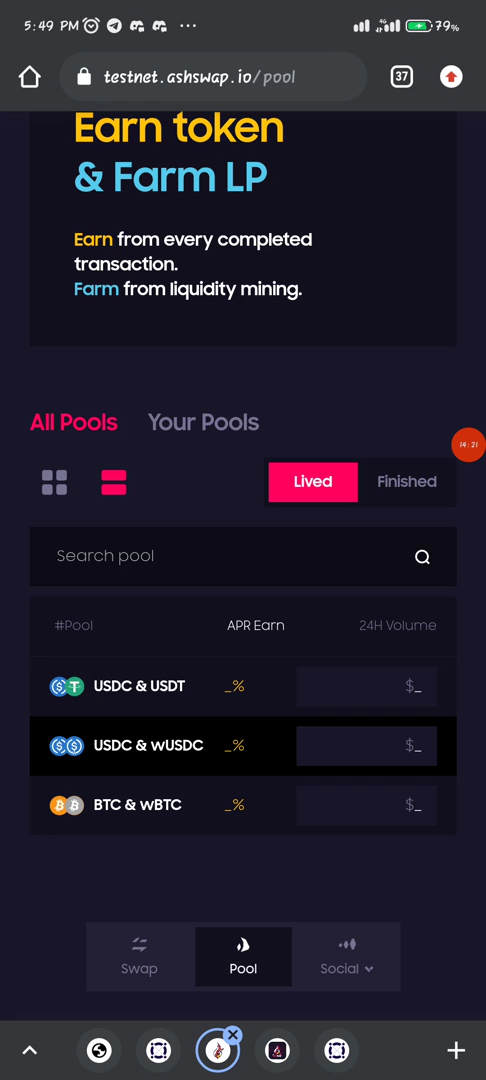 5:49 PM
79%
testnet.ashswap.io/pool
37
Earn token
& Farm LP
Earn from every completed
transaction.
Farm from liquidity mining.
All Pools Your Pools
14:21
Lived Finished
Search pool
#Pool APR Earn 24H Volume
USDC & USDT _% $_
USDC & wUSDC _% $_
BTC & wBTC _% $_
Swap Pool Social